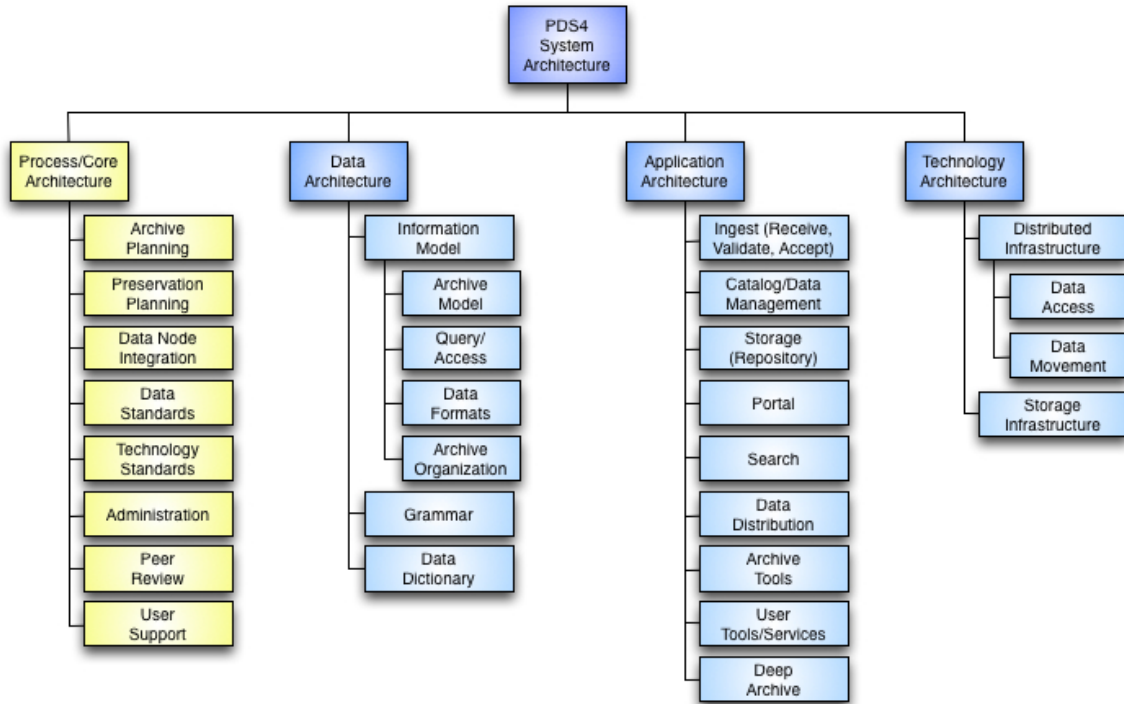 PDS4
System
Architecture
Process/Core
Architecture
Archive
Planning
Preservation
Planning
Data Node
Integration
Data
Standards
Technology
Standards
Administration
Peer
Review
User
Support
Data
Architecture
Information
Model
Archive
Model
Query/
Access
Data
Formats
Archive
Organization
Grammar
Data
Dictionary
Application
Architecture
Ingest (Receive,
Validate, Accept)
Catalog/Data
Management
Storage
(Repository)
Portal
Search
Data
Distribution
Archive
Tools
User
Tools/Services
Deep
Archive
Technology
Architecture
Distributed
Infrastructure
Data
Access
Data
Movement
Storage
Infrastructure